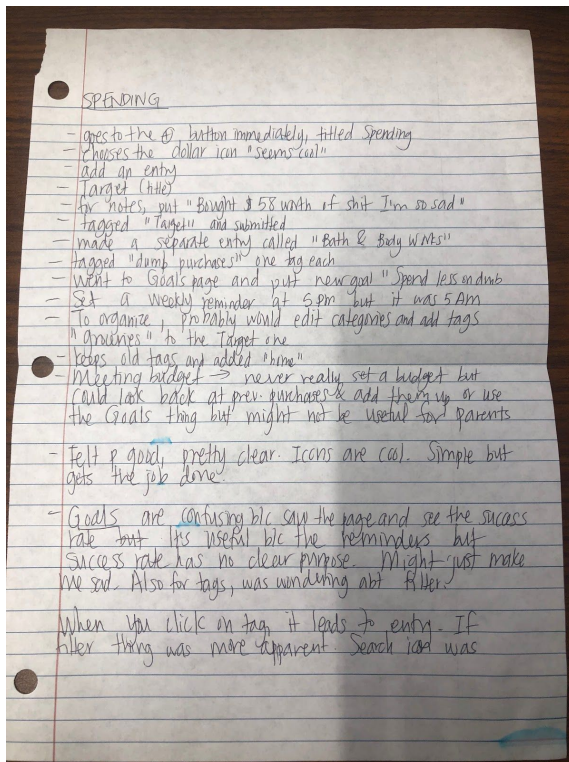 SPENDING
- goes to the ⊕ button immediately, titled Spending
- chooses the dollar icon "seems cool"
- add an entry
- Target (title)
- for notes, put "Bought $58 worth of shit I'm so sad"
- tagged "Target" and submitted
- made a separate entry called "Bath & Body Wrks"
- tagged "dumb purchases" one tag each
- Went to Goals page and put new goal "Spend less on dmb
- Set a weekly reminder at 5pm but it was 5AM
- To organize, probably would edit categories and add tags
"groceries" to the Target one
- keeps old tags and added "home"
- Meeting budget → never really set a budget but
could look back at prev. purchases & add them up or use
the Goals thing but might not be useful for parents
- Felt p good, pretty clear. Icons are cool. Simple but
gets the job done.
- Goals are confusing b/c saw the page and see the success
rate but its useful b/c the reminders but
success rate has no clear purpose. Might just make
me sad. Also for tags, was wondering abt filter.
When you click on tag, it leads to entry. If
filter thing was more apparent. Search icon was